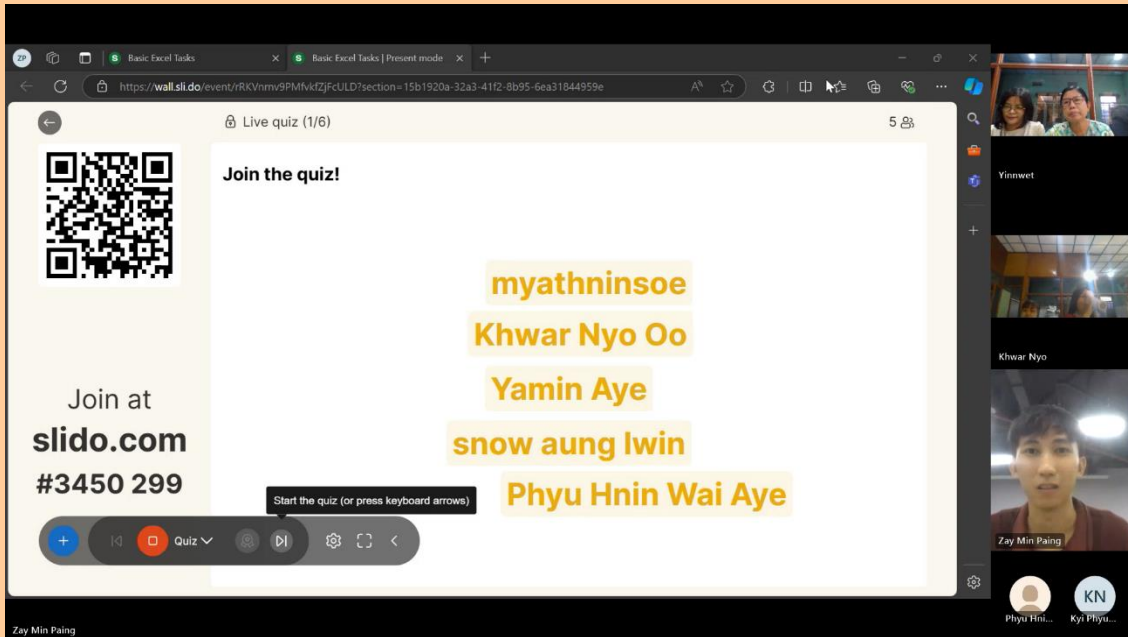 ZP
Basic Excel Tasks
Basic Excel Tasks | Present mode
https://wall.sli.do/event/rRKVnmv9PMfvkfZjFcULD?section=15b1920a-32a3-41f2-8b95-6ea31844959e
Live quiz (1/6)
5
Join the quiz!
myathninsoe
Khwar Nyo Oo
Yamin Aye
snow aung lwin
Phyu Hnin Wai Aye
Join at
slido.com
#3450 299
Start the quiz (or press keyboard arrows)
Quiz
Zay Min Paing
Yinnwet
Khwar Nyo
Zay Min Paing
KN
Phyu Hni...
Kyi Phyu...